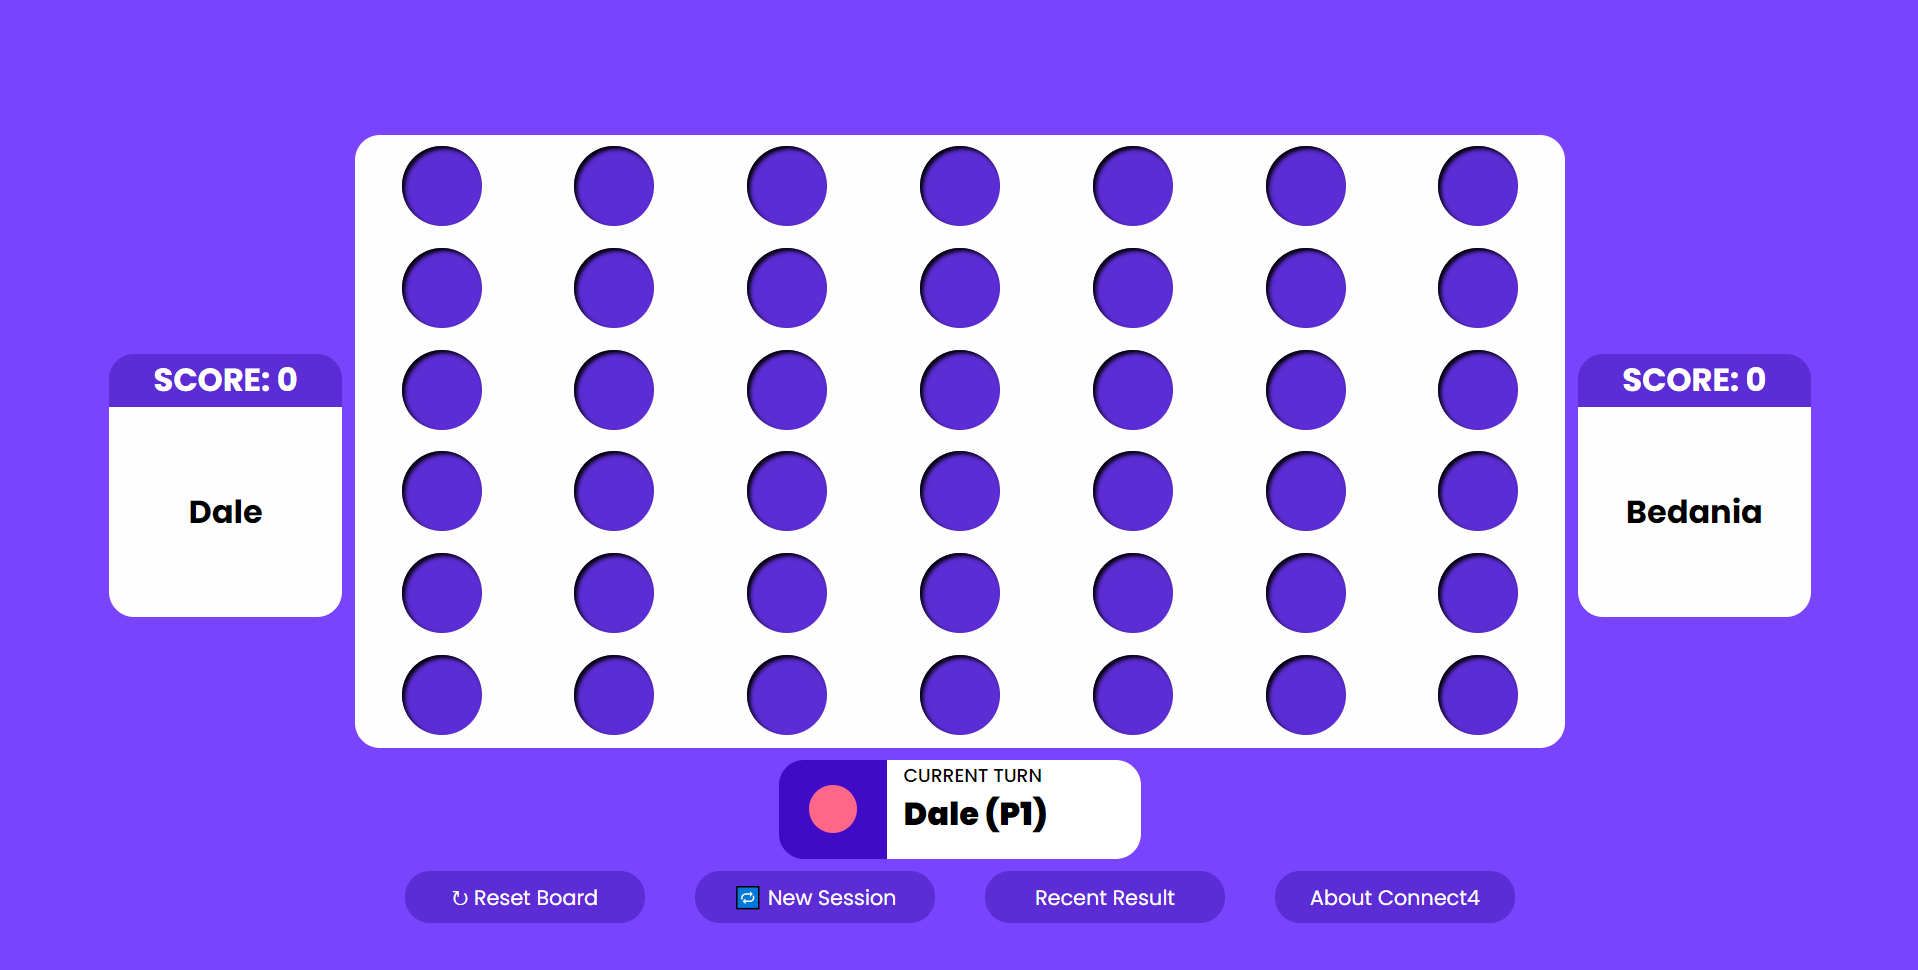 SCORE: 0
Dale
SCORE: 0
Bedania
CURRENT TURN
Dale (P1)
↻ Reset Board
🔁 New Session
Recent Result
About Connect4